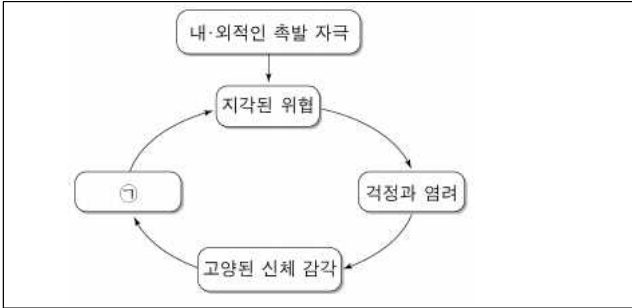 내·외적인 촉발 자극
지각된 위협
㉠
걱정과 염려
고양된 신체 감각